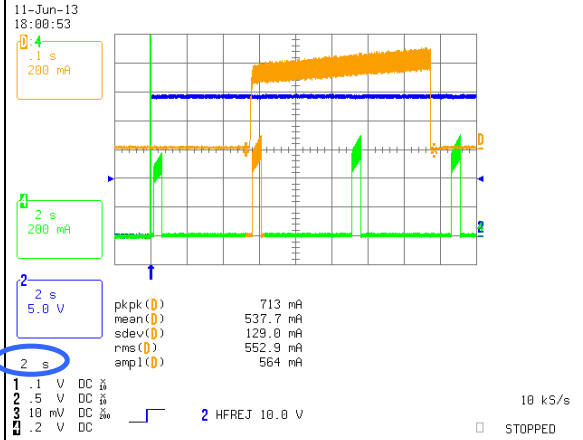 11-Jun-13
18:00:53
D:4
.1 s
200 mA
4
2 s
200 mA
2
2 s
5.0 V
D
2
pkpk(D) 713 mA
mean(D) 537.7 mA
sdev(D) 129.0 mA
rms(D) 552.9 mA
ampl(D) 564 mA
2 s
1 .1 V DC
2 .5 V DC
3 10 mV DC
4 .2 V DC
2 HFREJ 10.0 V
10 kS/s
STOPPED